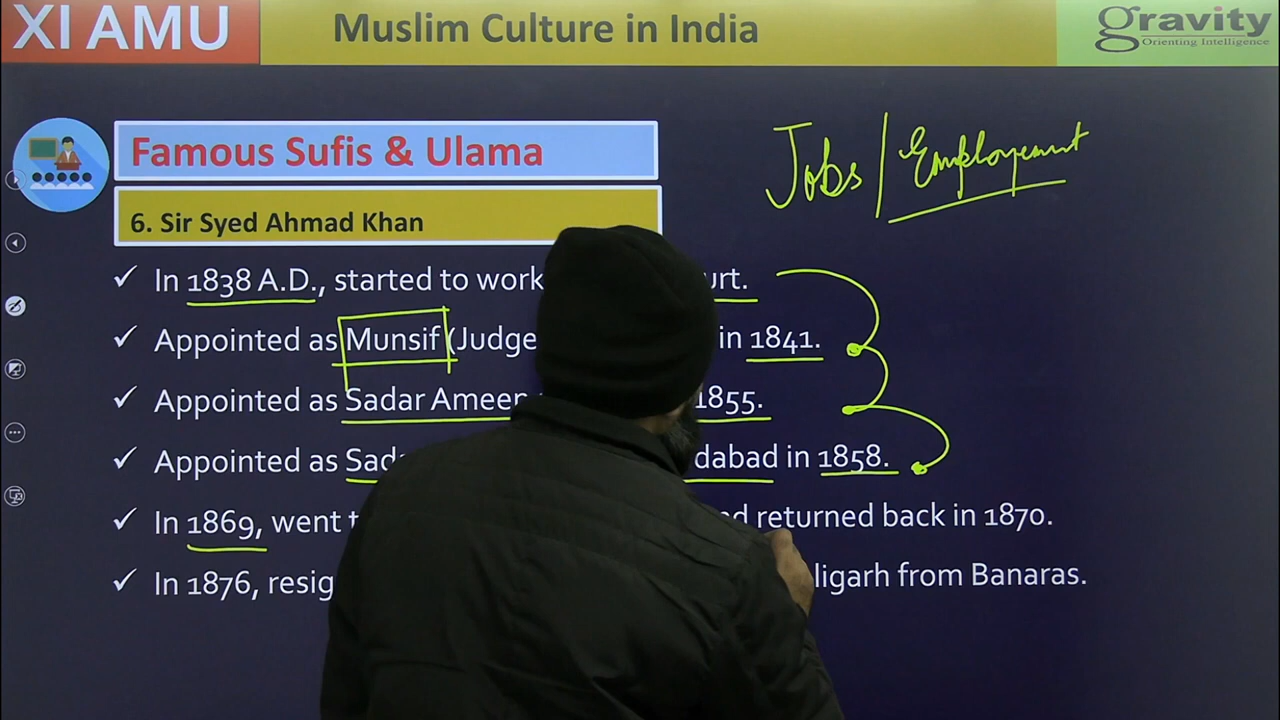 XI AMU
Muslim Culture in India
gravity
Orienting Intelligence
Jobs / Employement
Famous Sufis & Ulama
6. Sir Syed Ahmad Khan
✓ In 1838 A.D., started to work urt.
✓ Appointed as Munsif (Judge in 1841.
✓ Appointed as Sadar Ameen 1855.
✓ Appointed as Sad dabad in 1858.
✓ In 1869, went returned back in 1870.
✓ In 1876, resig ligarh from Banaras.